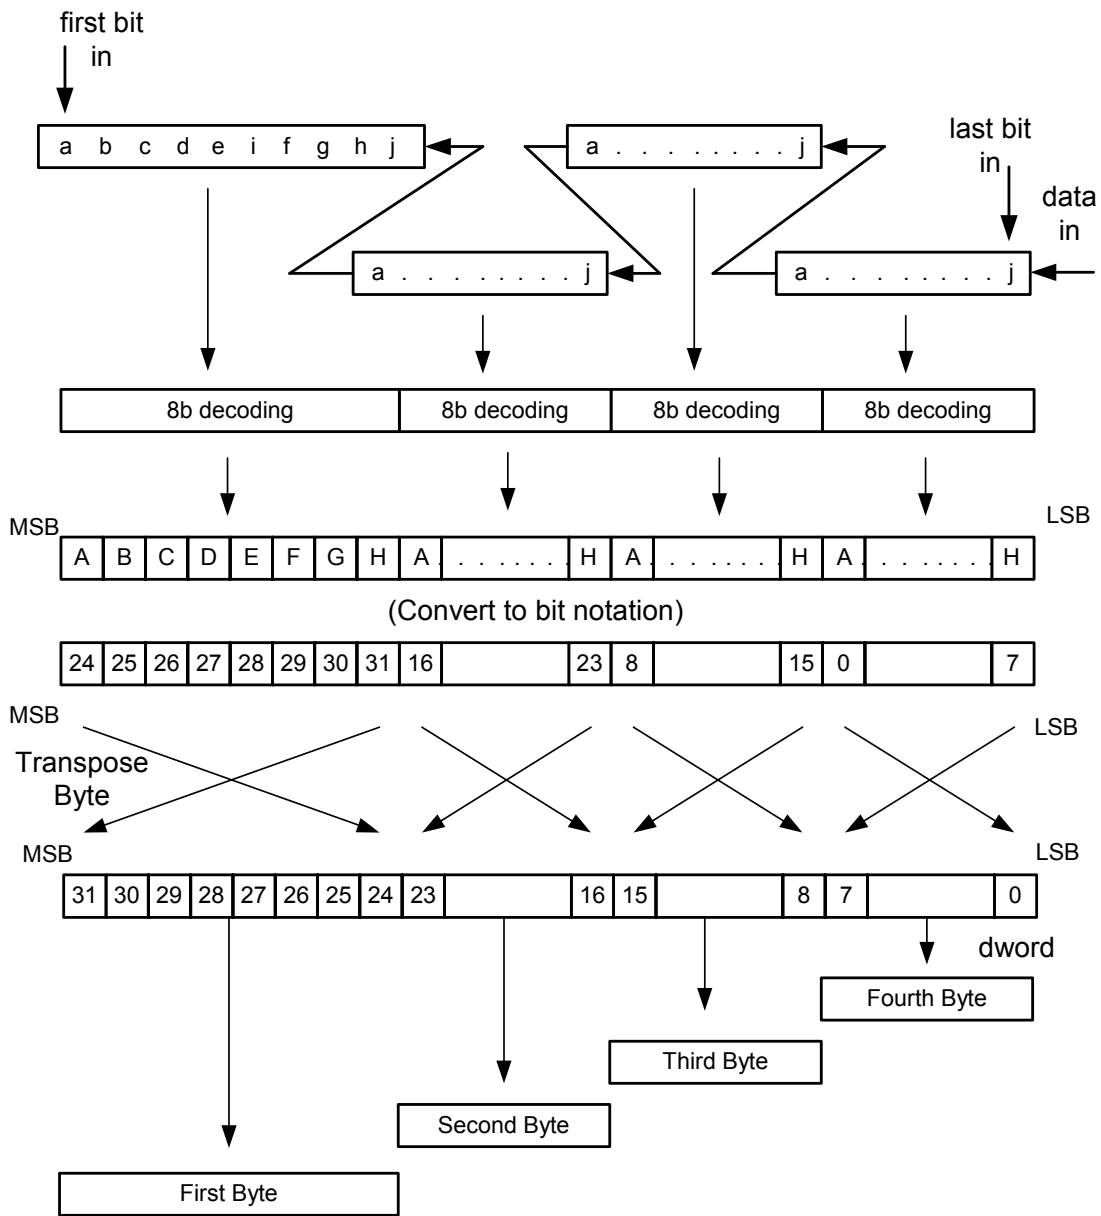 first bit
in
a b c d e i f g h j
a . . . . . . . . j
last bit
in
data
in
a . . . . . . . . j
a . . . . . . . . j
8b decoding 8b decoding 8b decoding 8b decoding
MSB LSB
A B C D E F G H A . . . . . . . H A . . . . . . . H A . . . . . . . H
(Convert to bit notation)
24 25 26 27 28 29 30 31 16 23 8 15 0 7
MSB LSB
Transpose
Byte
MSB LSB
31 30 29 28 27 26 25 24 23 16 15 8 7 0
dword
Fourth Byte
Third Byte
Second Byte
First Byte